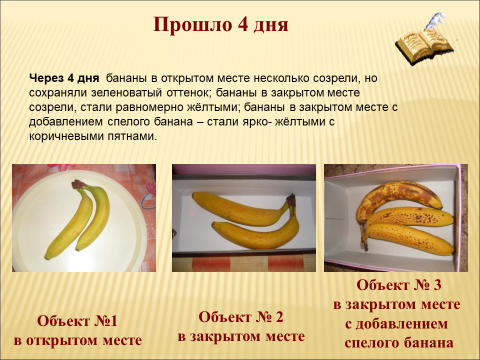 Прошло 4 дня
Через 4 дня бананы в открытом месте несколько созрели, но
сохраняли зеленоватый оттенок; бананы в закрытом месте
созрели, стали равномерно жёлтыми; бананы в закрытом месте с
добавлением спелого банана – стали ярко- жёлтыми с
коричневыми пятнами.
Объект №1
в открытом месте
Объект № 2
в закрытом месте
Объект № 3
в закрытом месте
с добавлением
спелого банана